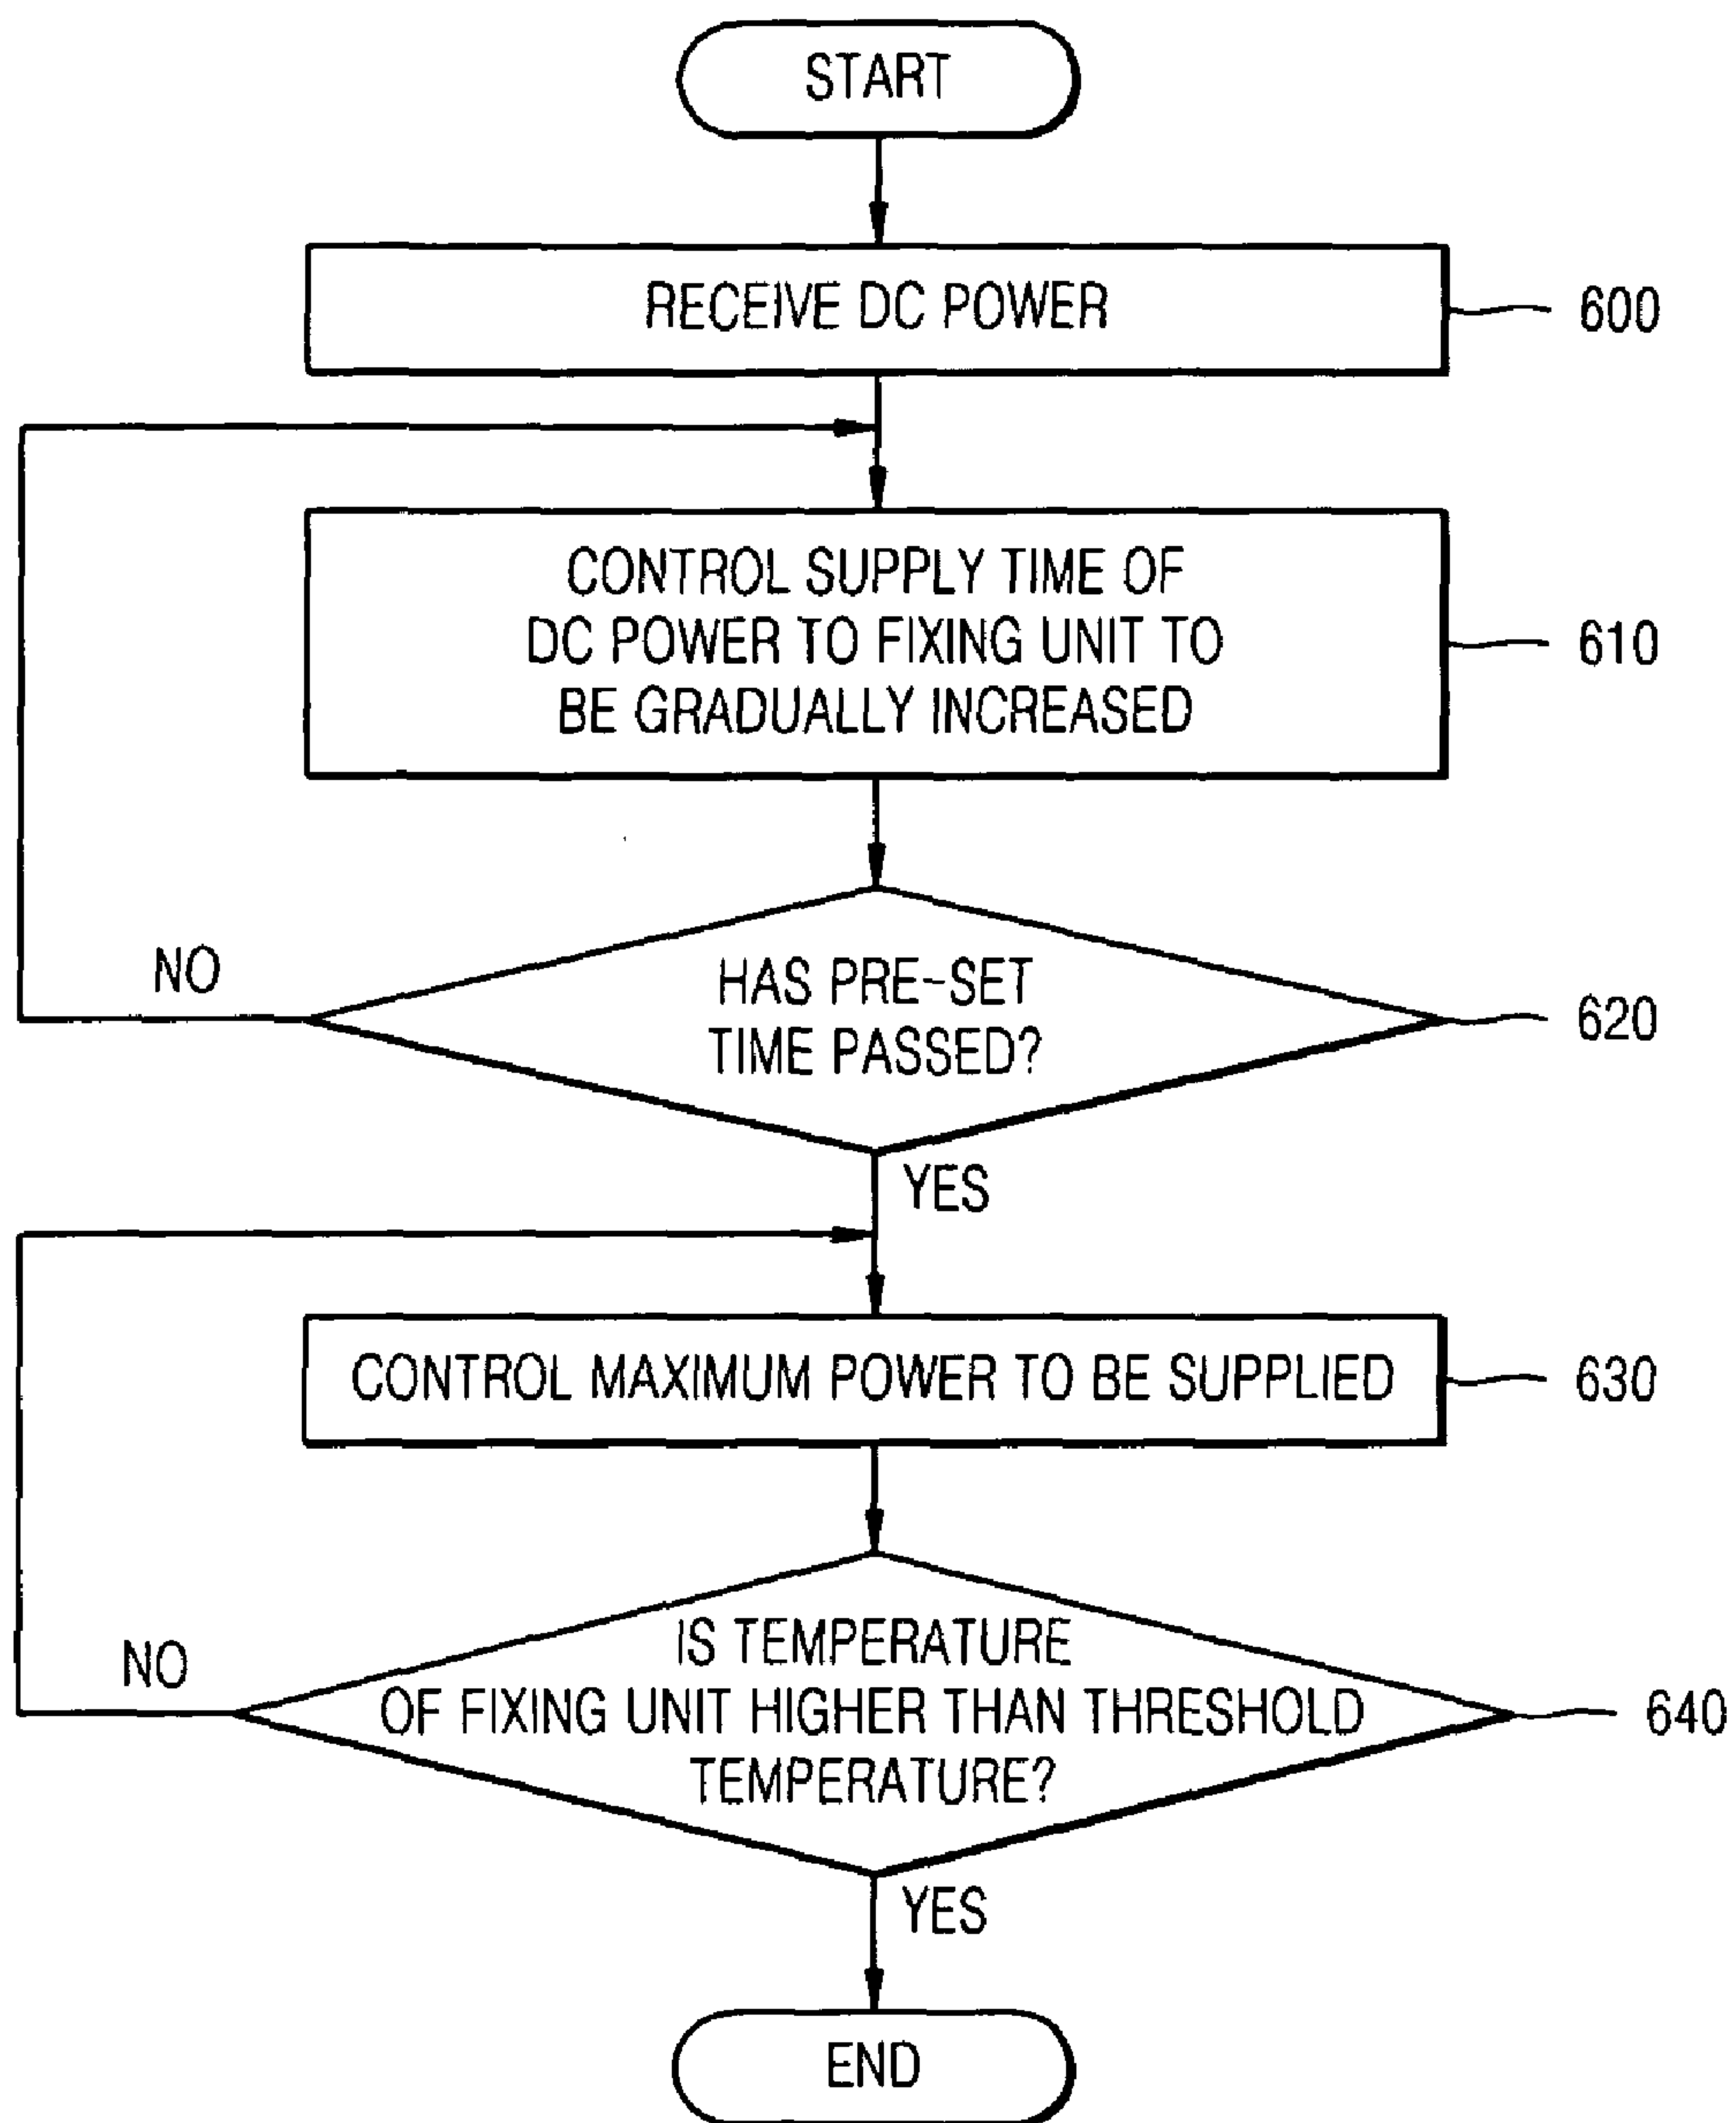 START
RECEIVE DC POWER
600
CONTROL SUPPLY TIME OF
DC POWER TO FIXING UNIT TO
BE GRADUALLY INCREASED
610
NO
HAS PRE-SET
TIME PASSED?
620
YES
CONTROL MAXIMUM POWER TO BE SUPPLIED
630
NO
IS TEMPERATURE
OF FIXING UNIT HIGHER THAN THRESHOLD
TEMPERATURE?
640
YES
END